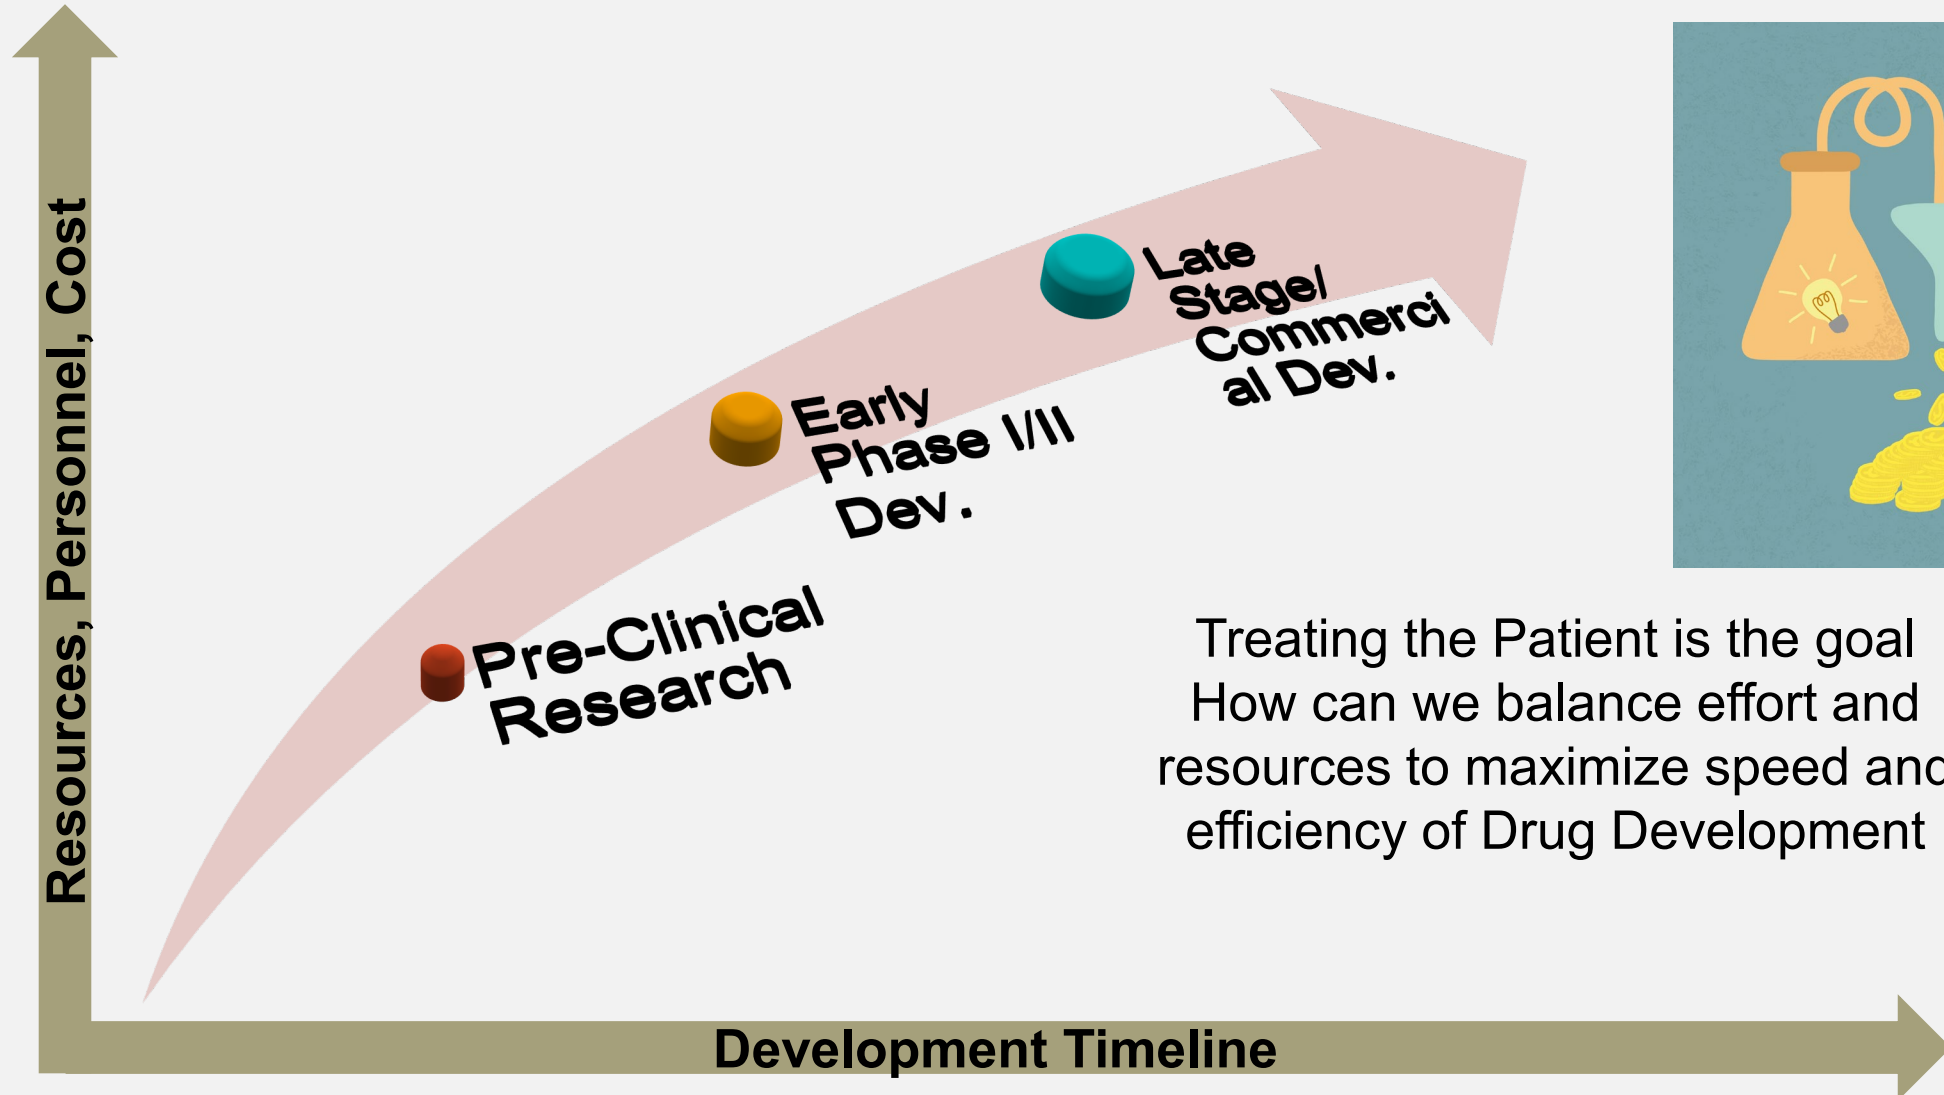 Resources, Personnel, Cost
Late
Stage/
Commerci
al Dev.
Early
Phase I/II
Dev.
Pre-Clinical
Research
Treating the Patient is the goal
How can we balance effort and
resources to maximize speed and
efficiency of Drug Development
Development Timeline